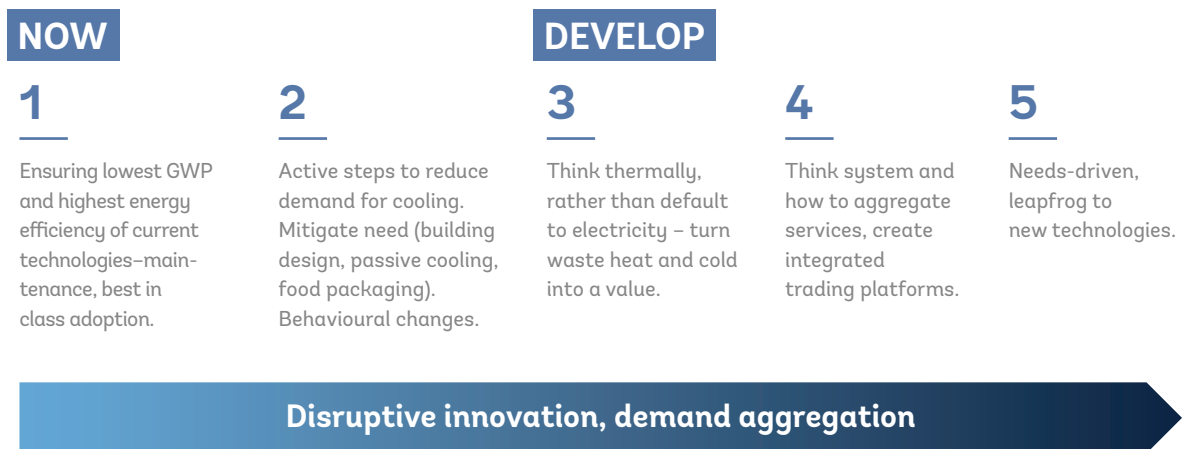 NOW
1
Ensuring lowest GWP
and highest energy
efficiency of current
technologies–main-
tenance, best in
class adoption.
2
Active steps to reduce
demand for cooling.
Mitigate need (building
design, passive cooling,
food packaging).
Behavioural changes.
DEVELOP
3
Think thermally,
rather than default
to electricity – turn
waste heat and cold
into a value.
4
Think system and
how to aggregate
services, create
integrated
trading platforms.
5
Needs-driven,
leapfrog to
new technologies.
Disruptive innovation, demand aggregation